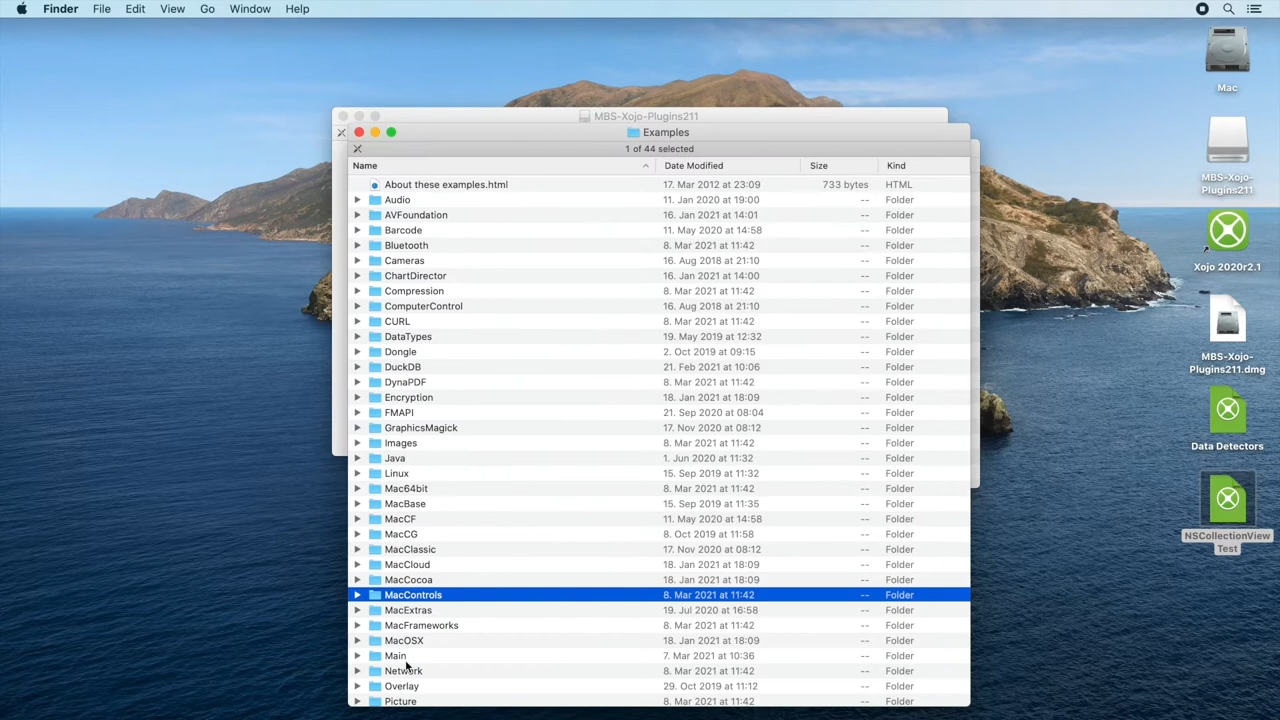 Finder File Edit View Go Window Help
MBS-Xojo-Plugins211
Examples
1 of 44 selected
Name Date Modified Size Kind
About these examples.html 17. Mar 2012 at 23:09 733 bytes HTML
Audio 11. Jan 2020 at 19:00 -- Folder
AVFoundation 16. Jan 2021 at 14:01 -- Folder
Barcode 11. May 2020 at 14:58 -- Folder
Bluetooth 8. Mar 2021 at 11:42 -- Folder
Cameras 16. Aug 2018 at 21:10 -- Folder
ChartDirector 16. Jan 2021 at 14:00 -- Folder
Compression 8. Mar 2021 at 11:42 -- Folder
ComputerControl 16. Aug 2018 at 21:10 -- Folder
CURL 8. Mar 2021 at 11:42 -- Folder
DataTypes 19. May 2019 at 12:32 -- Folder
Dongle 2. Oct 2019 at 09:15 -- Folder
DuckDB 21. Feb 2021 at 10:06 -- Folder
DynaPDF 8. Mar 2021 at 11:42 -- Folder
Encryption 18. Jan 2021 at 18:09 -- Folder
FMAPI 21. Sep 2020 at 08:04 -- Folder
GraphicsMagick 17. Nov 2020 at 08:12 -- Folder
Images 8. Mar 2021 at 11:42 -- Folder
Java 1. Jun 2020 at 11:32 -- Folder
Linux 15. Sep 2019 at 11:32 -- Folder
Mac64bit 8. Mar 2021 at 11:42 -- Folder
MacBase 15. Sep 2019 at 11:35 -- Folder
MacCF 11. May 2020 at 14:58 -- Folder
MacCG 8. Oct 2019 at 11:58 -- Folder
MacClassic 17. Nov 2020 at 08:12 -- Folder
MacCloud 18. Jan 2021 at 18:09 -- Folder
MacCocoa 18. Jan 2021 at 18:09 -- Folder
MacControls 8. Mar 2021 at 11:42 -- Folder
MacExtras 19. Jul 2020 at 16:58 -- Folder
MacFrameworks 8. Mar 2021 at 11:42 -- Folder
MacOSX 18. Jan 2021 at 18:09 -- Folder
Main 7. Mar 2021 at 10:36 -- Folder
Network 8. Mar 2021 at 11:42 -- Folder
Overlay 29. Oct 2019 at 11:12 -- Folder
Picture 8. Mar 2021 at 11:42 -- Folder
Mac
MBS-Xojo-
Plugins211
Xojo 2020r2.1
MBS-Xojo-
Plugins211.dmg
Data Detectors
NSCollectionView
Test